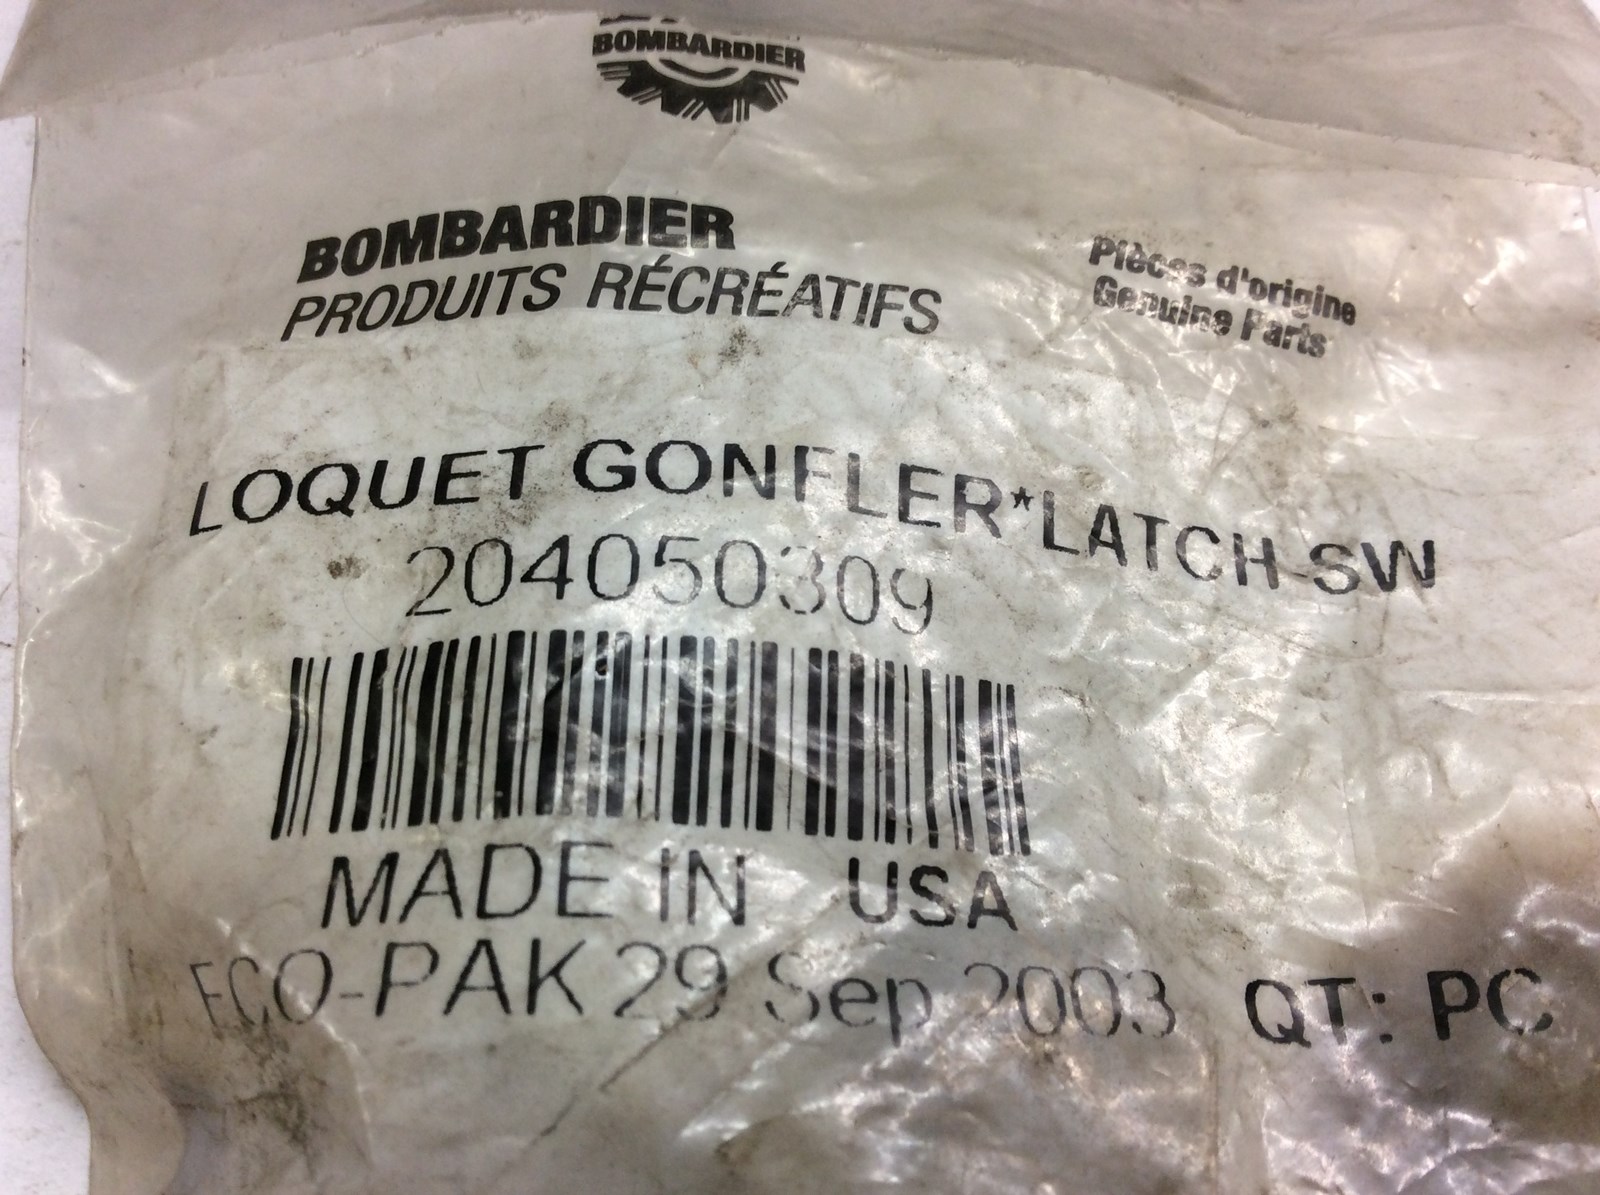 BOMBARDIER
BOMBARDIER
PRODUITS RÉCRÉATIFS
Pièces d'origine
Genuine Parts
LOQUET GONFLER*LATCH-SW
204050309
MADE IN USA
ECO-PAK 29 Sep 2003 QT: PC